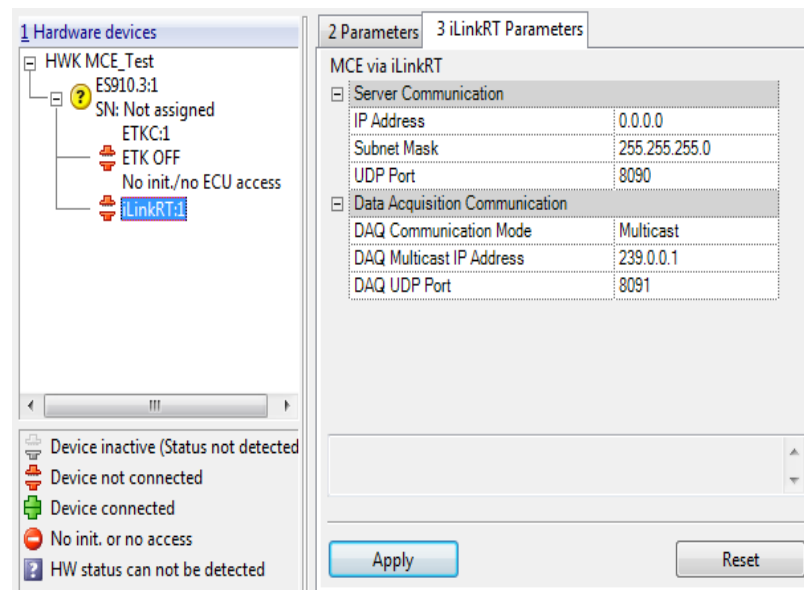 1 Hardware devices
HWK MCE_Test
ES910.3:1
SN: Not assigned
ETKC:1
ETK OFF
No init./no ECU access
iLinkRT:1
Device inactive (Status not detected
Device not connected
Device connected
No init. or no access
HW status can not be detected
2 Parameters 3 iLinkRT Parameters
MCE via iLinkRT
Server Communication
IP Address 0.0.0.0
Subnet Mask 255.255.255.0
UDP Port 8090
Data Acquisition Communication
DAQ Communication Mode Multicast
DAQ Multicast IP Address 239.0.0.1
DAQ UDP Port 8091
Apply Reset